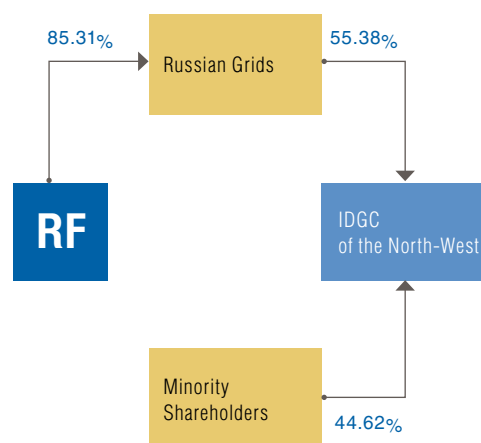 85.31%
55.38%
Russian Grids
RF
IDGC
of the North-West
Minority
Shareholders
44.62%